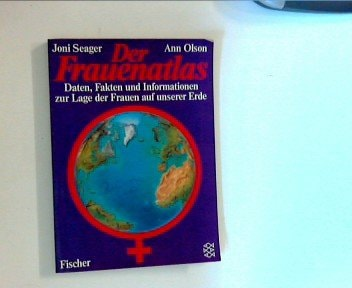 Joni Seager Ann Olson
Der
Frauenatlas
Daten, Fakten und Informationen
zur Lage der Frauen auf unserer Erde
Fischer